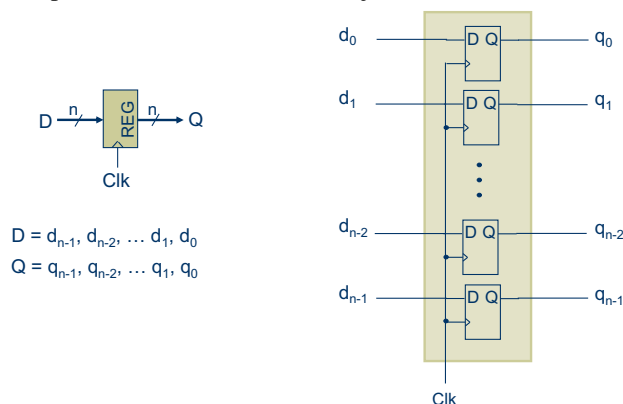 n n
D REG Q
Clk
D = dₙ₋₁, dₙ₋₂, … d₁, d₀
Q = qₙ₋₁, qₙ₋₂, … q₁, q₀
d₀ D Q q₀
d₁ D Q q₁
dₙ₋₂ D Q qₙ₋₂
dₙ₋₁ D Q qₙ₋₁
Clk